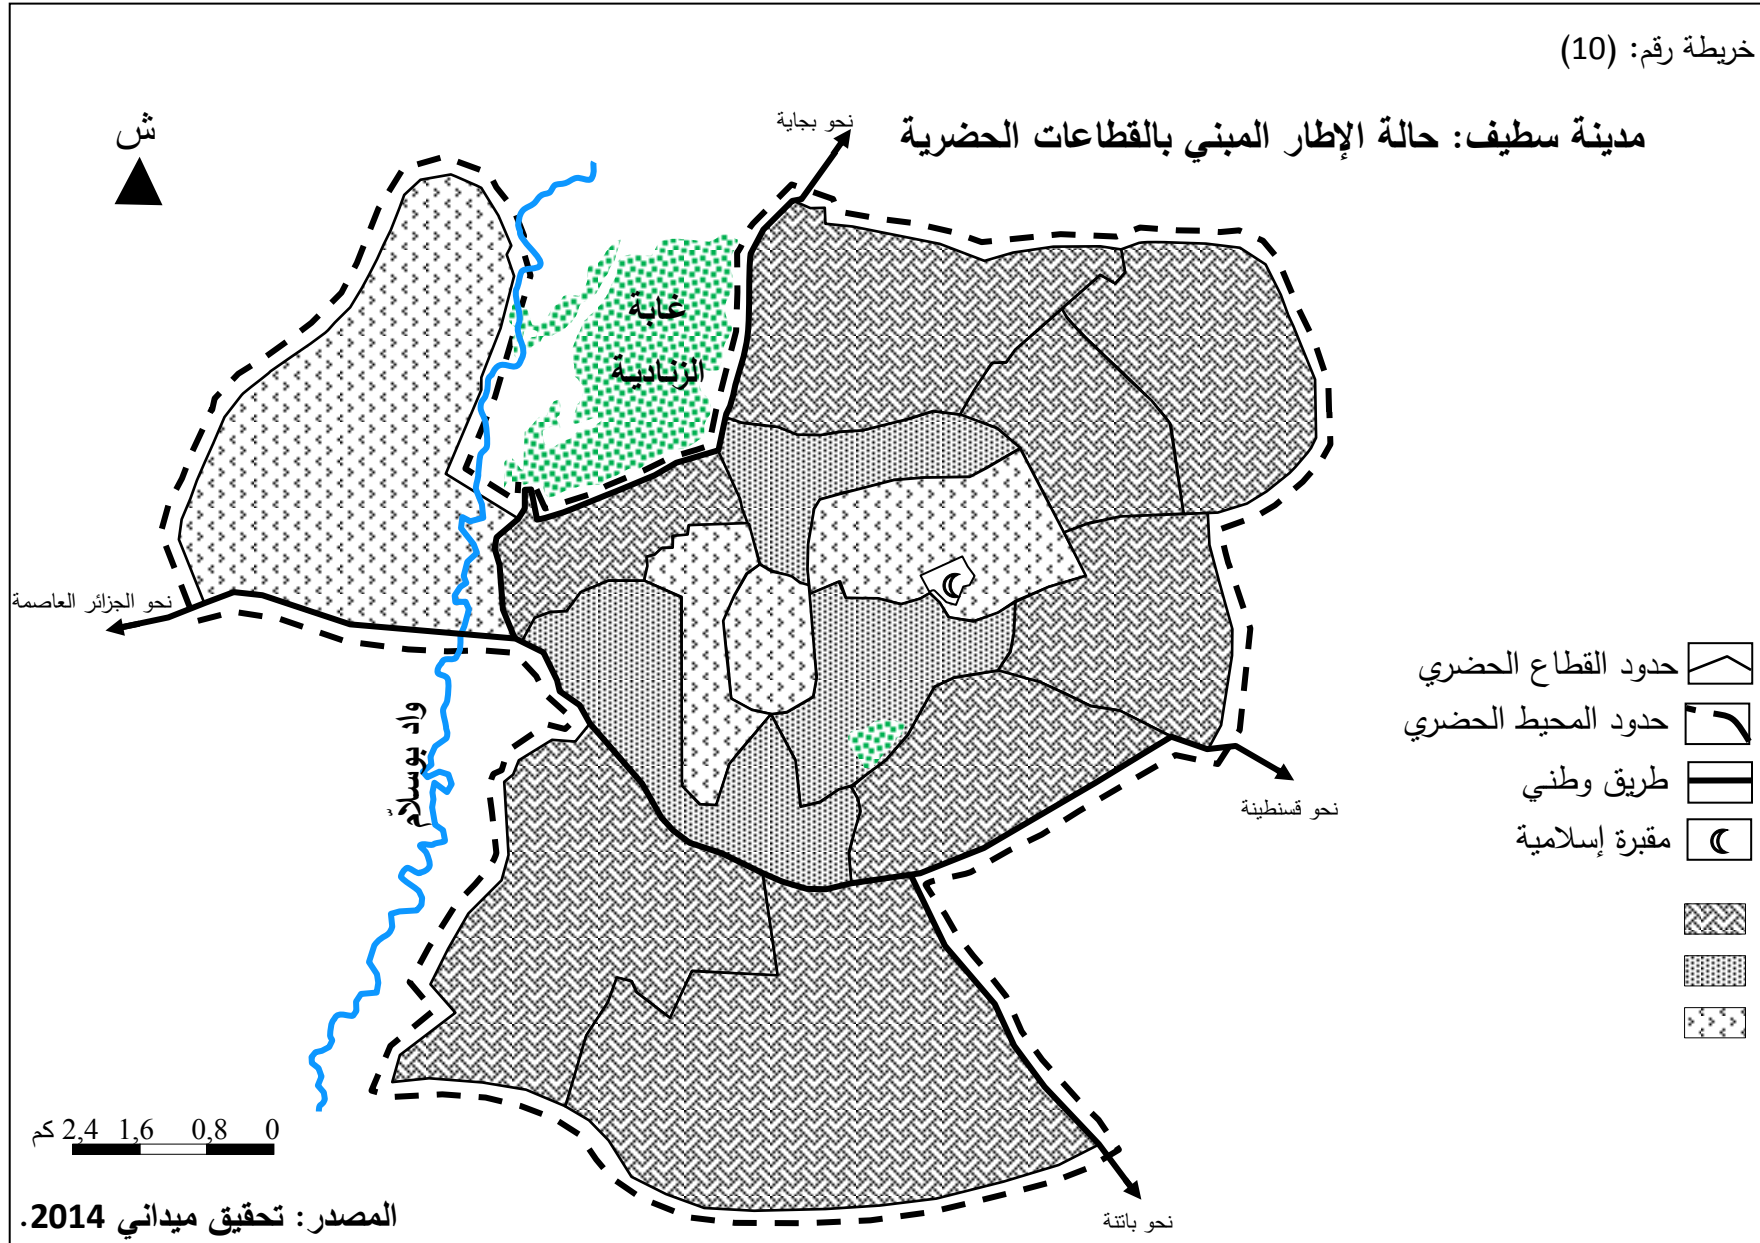 خريطة رقم: (10)
مدينة سطيف: حالة الإطار المبني بالقطاعات الحضرية
ش
نحو بجاية
غابة
الزنادية
نحو الجزائر العاصمة
واد بوسلام
حدود القطاع الحضري
حدود المحيط الحضري
طريق وطني
مقبرة إسلامية
نحو قسنطينة
0 0,8 1,6 2,4 كم
المصدر: تحقيق ميداني 2014.
نحو باتنة